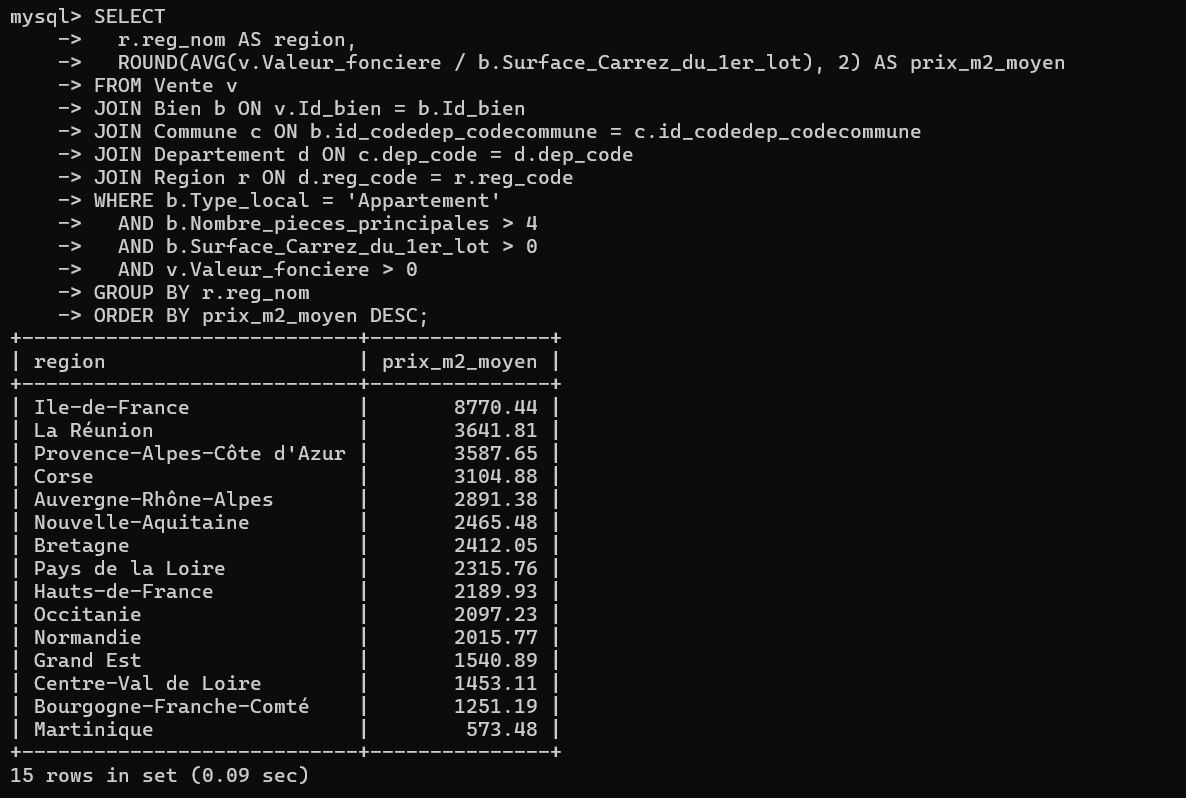 mysql> SELECT
    ->   r.reg_nom AS region,
    ->   ROUND(AVG(v.Valeur_fonciere / b.Surface_Carrez_du_1er_lot), 2) AS prix_m2_moyen
    -> FROM Vente v
    -> JOIN Bien b ON v.Id_bien = b.Id_bien
    -> JOIN Commune c ON b.id_codedep_codecommune = c.id_codedep_codecommune
    -> JOIN Departement d ON c.dep_code = d.dep_code
    -> JOIN Region r ON d.reg_code = r.reg_code
    -> WHERE b.Type_local = 'Appartement'
    ->   AND b.Nombre_pieces_principales > 4
    ->   AND b.Surface_Carrez_du_1er_lot > 0
    ->   AND v.Valeur_fonciere > 0
    -> GROUP BY r.reg_nom
    -> ORDER BY prix_m2_moyen DESC;
+----------------------------+---------------+
| region                     | prix_m2_moyen |
+----------------------------+---------------+
| Ile-de-France              |       8770.44 |
| La Réunion                 |       3641.81 |
| Provence-Alpes-Côte d'Azur |       3587.65 |
| Corse                      |       3104.88 |
| Auvergne-Rhône-Alpes       |       2891.38 |
| Nouvelle-Aquitaine         |       2465.48 |
| Bretagne                   |       2412.05 |
| Pays de la Loire           |       2315.76 |
| Hauts-de-France            |       2189.93 |
| Occitanie                  |       2097.23 |
| Normandie                  |       2015.77 |
| Grand Est                  |       1540.89 |
| Centre-Val de Loire        |       1453.11 |
| Bourgogne-Franche-Comté    |       1251.19 |
| Martinique                 |        573.48 |
+----------------------------+---------------+
15 rows in set (0.09 sec)